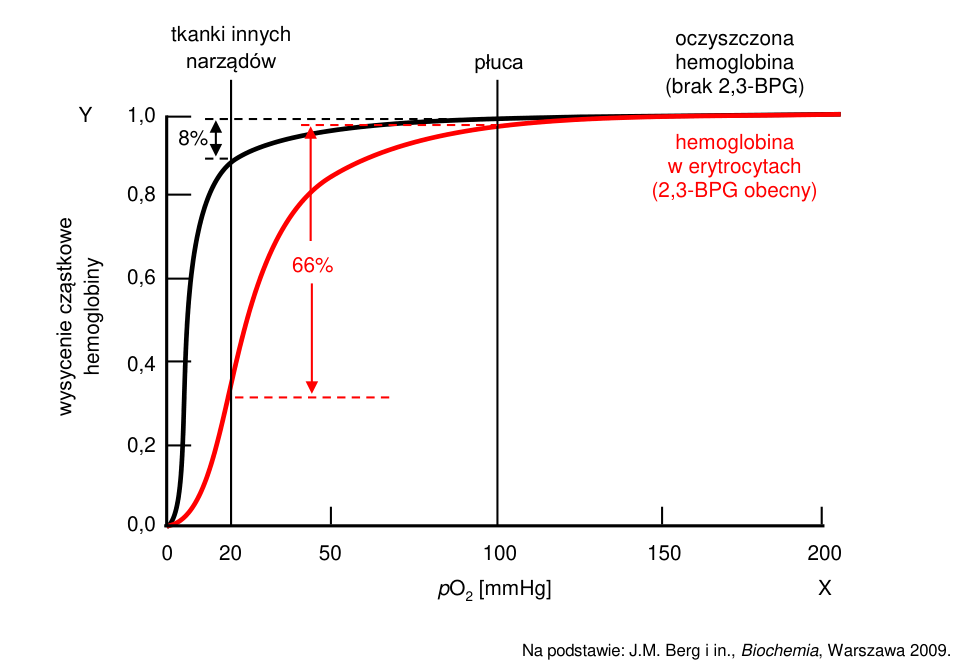 tkanki innych
narządów
płuca
oczyszczona
hemoglobina
(brak 2,3-BPG)
hemoglobina
w erytrocytach
(2,3-BPG obecny)
Y
1,0
0,8
0,6
0,4
0,2
0,0
8%
66%
wysycenie cząstkowe
hemoglobiny
0 20 50 100 150 200
pO2 [mmHg]
X
Na podstawie: J.M. Berg i in., Biochemia, Warszawa 2009.